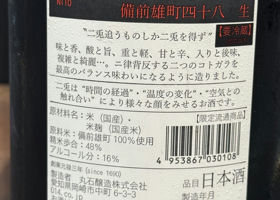 N10
備前雄町四十八 生
"二兎追うものしか二兎を得ず"
【要冷蔵】
味と香、酸と旨、重と軽、甘と辛、入りと後味、
複雑と綺麗… 二律背反する二つのコトガラを
最高のバランス味わいになるように造りました。
二兎は"時間の経過"・"温度の変化"・"空気との
触れ合い"により様々な顔をみせるお酒です。
原材料：米（国産）・
米麹（国産米）
原料米：備前雄町 100%使用
精米歩合：48%
アルコール分：16%
【限定流通商品】
4 953867 030108
創業元禄三年 (since 1690)
製造者：丸石醸造株式会社
愛知県岡崎市中町6-3-3
品目 日本酒